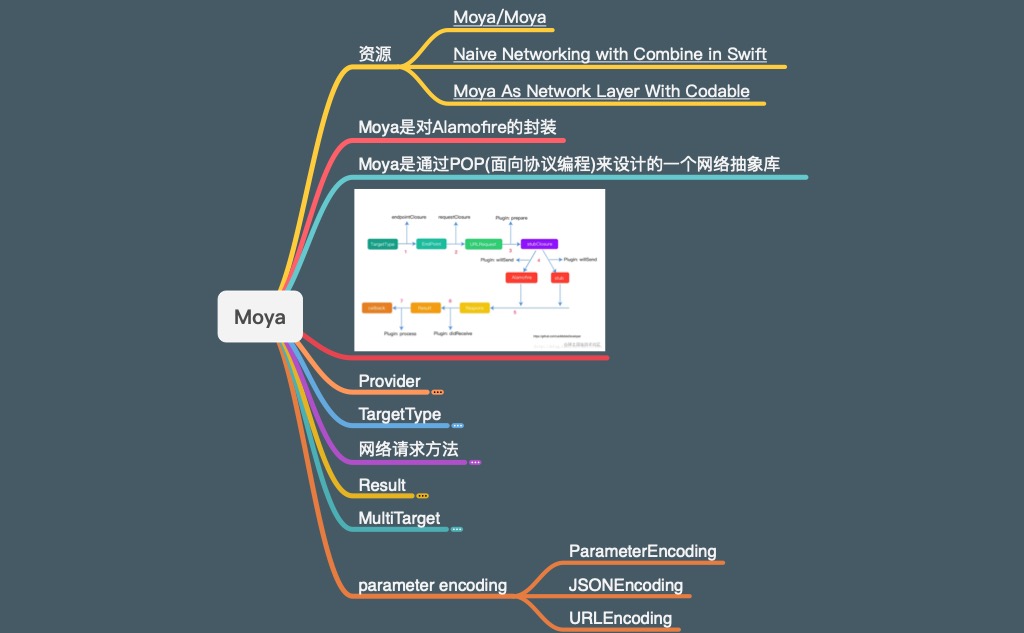 资源
Moya/Moya
Naive Networking with Combine in Swift
Moya As Network Layer With Codable
Moya是对Alamofire的封装
Moya是通过POP(面向协议编程)来设计的一个网络抽象库
endpointClosure
requestClosure
Plugin: prepare
TargetType
EndPoint
URLRequest
stubClosure
1
2
3
Plugin: willSend
4
Plugin: willSend
Alamofire
stub
7
6
Result
Response
5
Plugin: process
Plugin: didReceive
Moya
Provider
TargetType
网络请求方法
Result
MultiTarget
parameter encoding
ParameterEncoding
JSONEncoding
URLEncoding